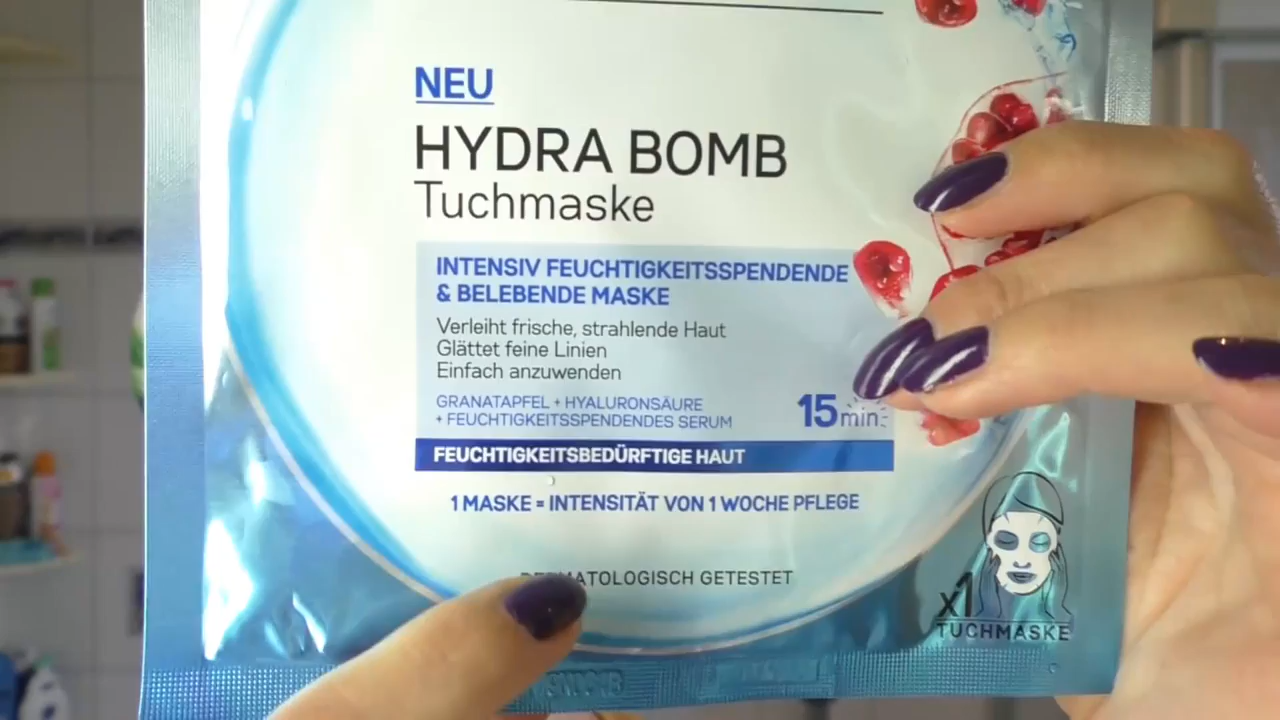 NEU
HYDRA BOMB
Tuchmaske
INTENSIV FEUCHTIGKEITSSPENDENDE
& BELEBENDE MASKE
Verleiht frische, strahlende Haut
Glättet feine Linien
Einfach anzuwenden
GRANATAPFEL + HYALURONSÄURE
+ FEUCHTIGKEITSSPENDENDES SERUM
15 min
FEUCHTIGKEITSBEDÜRFTIGE HAUT
1 MASKE = INTENSITÄT VON 1 WOCHE PFLEGE
DERMATOLOGISCH GETESTET
x1
TUCHMASKE